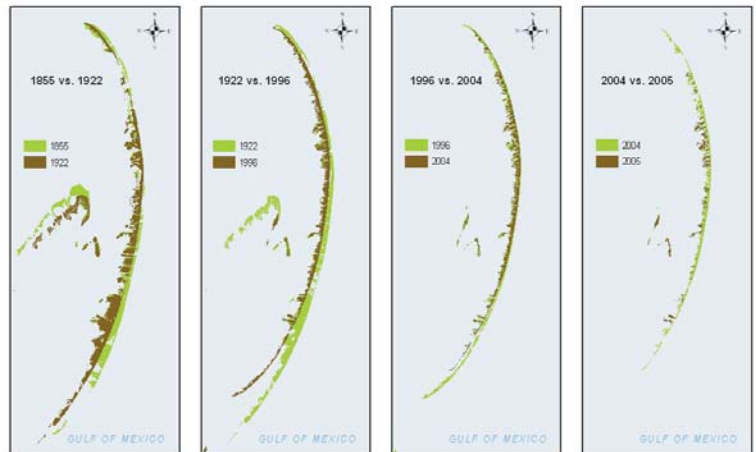 1855 vs. 1922
1855
1922
GULF OF MEXICO
1922 vs. 1996
1922
1996
GULF OF MEXICO
1996 vs. 2004
1996
2004
GULF OF MEXICO
2004 vs. 2005
2004
2005
GULF OF MEXICO